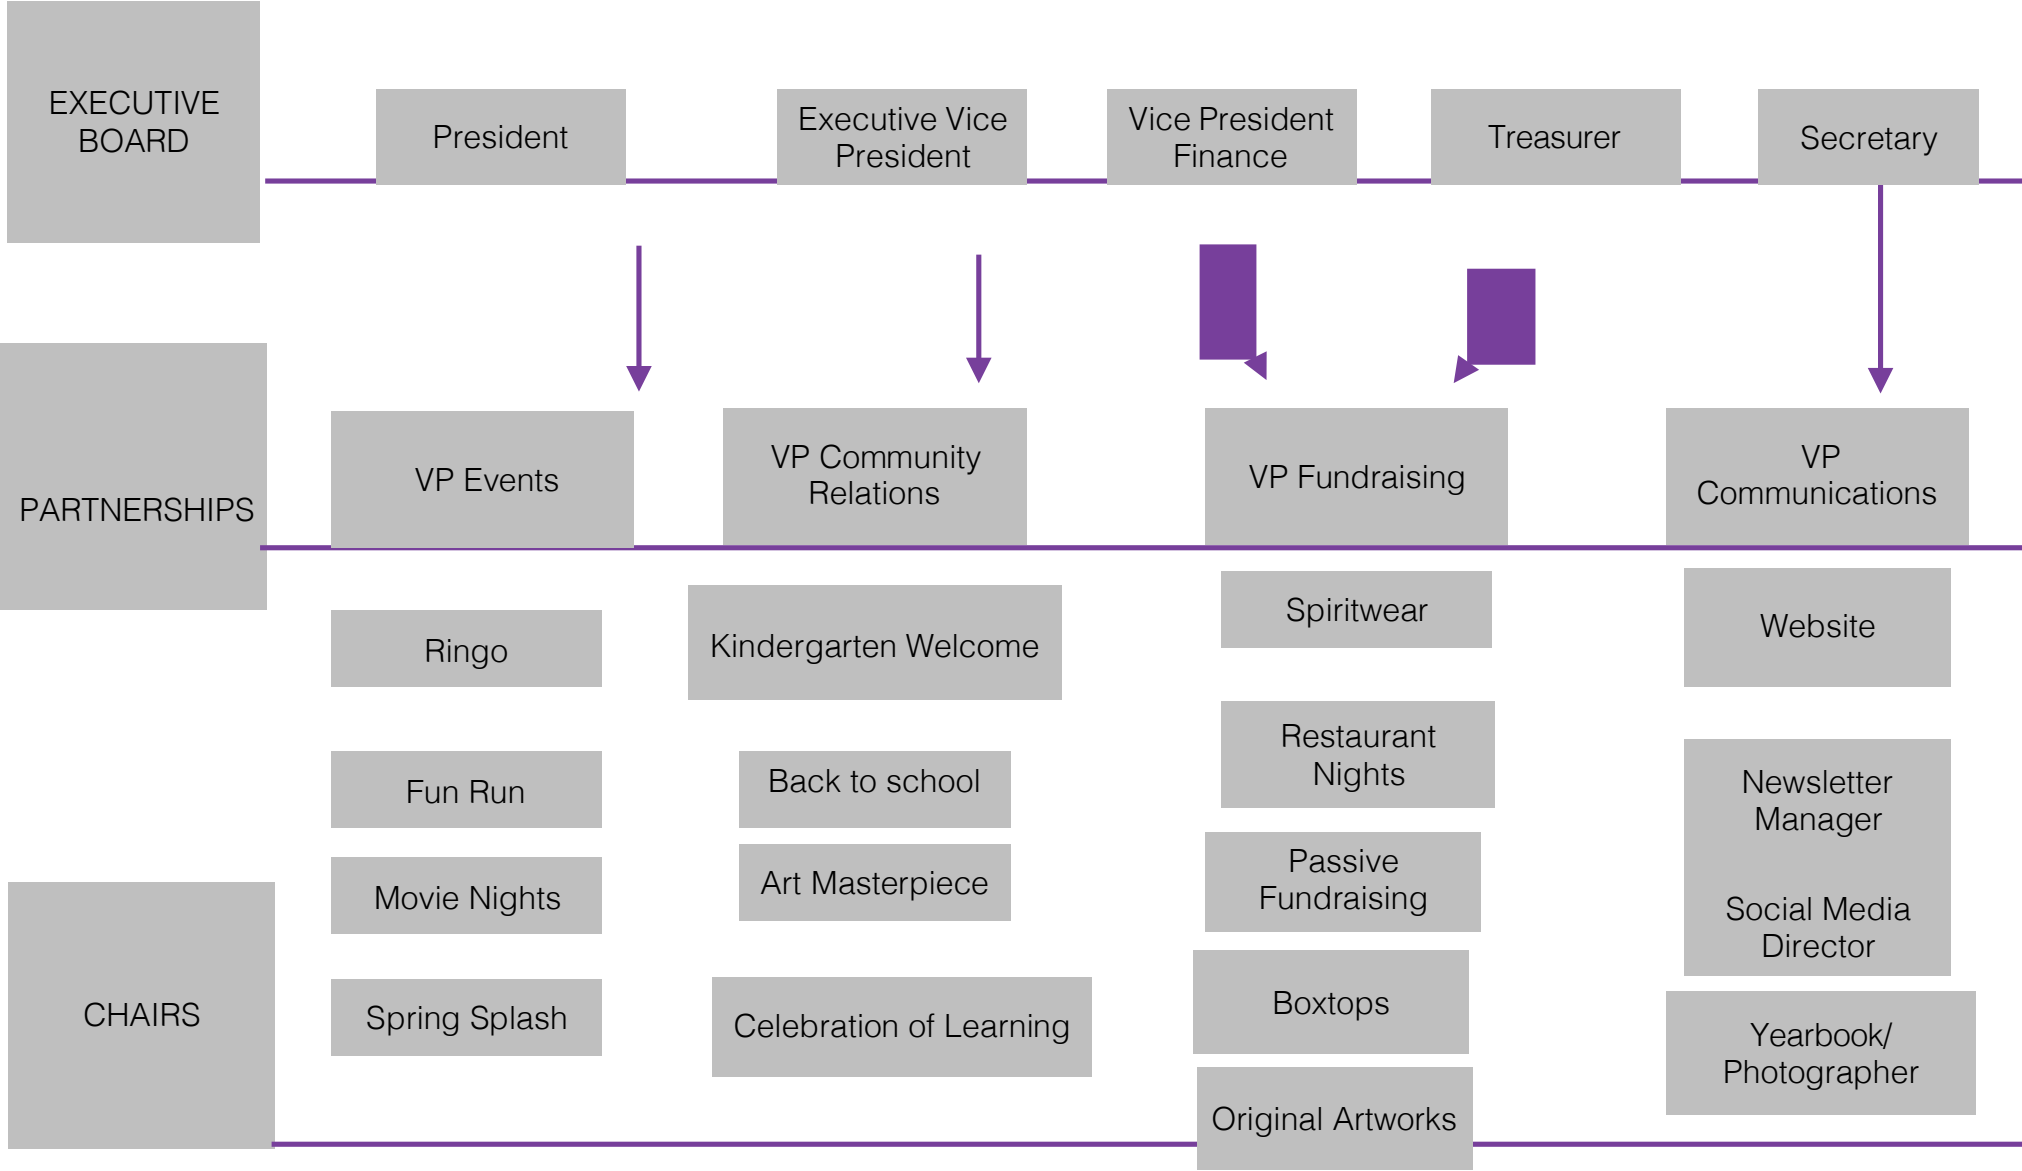 EXECUTIVE
BOARD
President
Executive Vice
President
Vice President
Finance
Treasurer
Secretary
PARTNERSHIPS
VP Events
VP Community
Relations
VP Fundraising
VP
Communications
CHAIRS
Ringo
Fun Run
Movie Nights
Spring Splash
Kindergarten Welcome
Back to school
Art Masterpiece
Celebration of Learning
Spiritwear
Restaurant
Nights
Passive
Fundraising
Boxtops
Original Artworks
Website
Newsletter
Manager
Social Media
Director
Yearbook/
Photographer